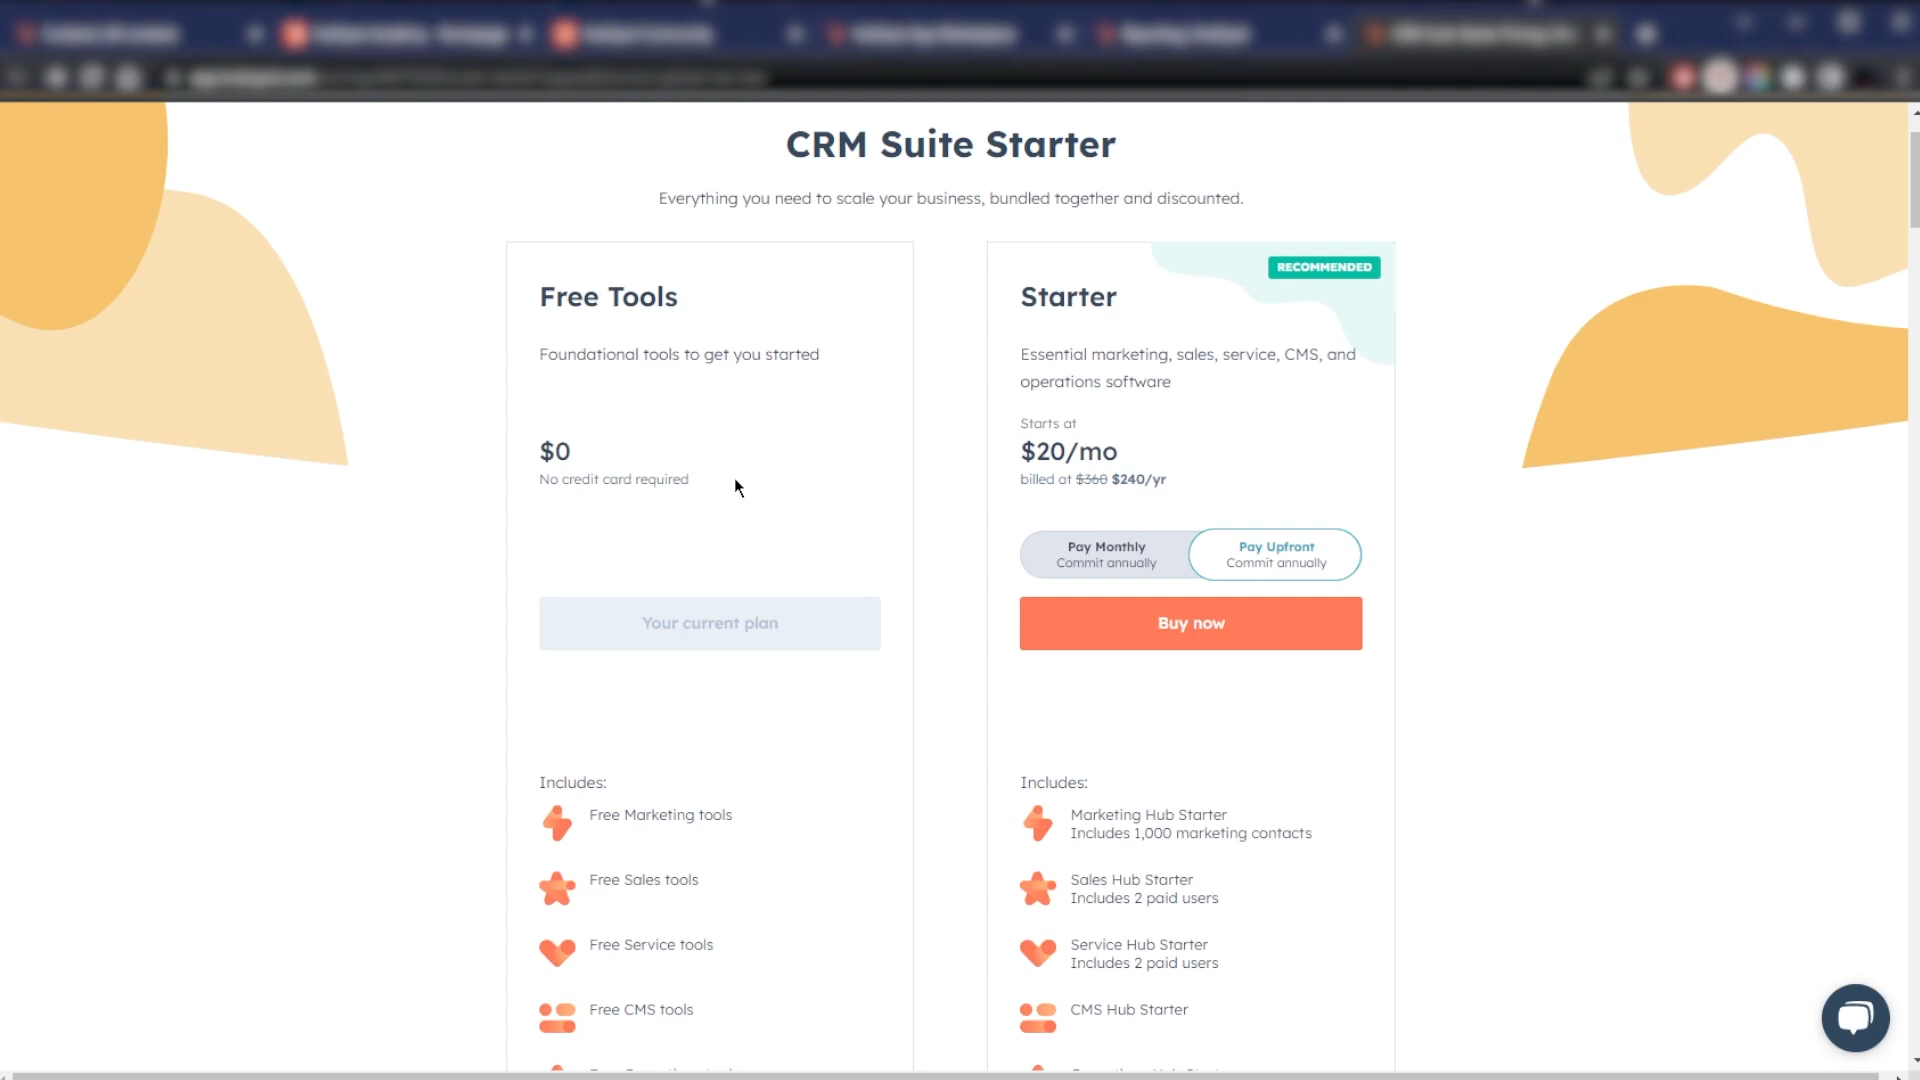 CRM Suite Starter
Everything you need to scale your business, bundled together and discounted.
Free Tools
Foundational tools to get you started
$0
No credit card required
Your current plan
Includes:
Free Marketing tools
Free Sales tools
Free Service tools
Free CMS tools
RECOMMENDED
Starter
Essential marketing, sales, service, CMS, and
operations software
Starts at
$20/mo
billed at $360 $240/yr
Pay Monthly
Commit annually
Pay Upfront
Commit annually
Buy now
Includes:
Marketing Hub Starter
Includes 1,000 marketing contacts
Sales Hub Starter
Includes 2 paid users
Service Hub Starter
Includes 2 paid users
CMS Hub Starter